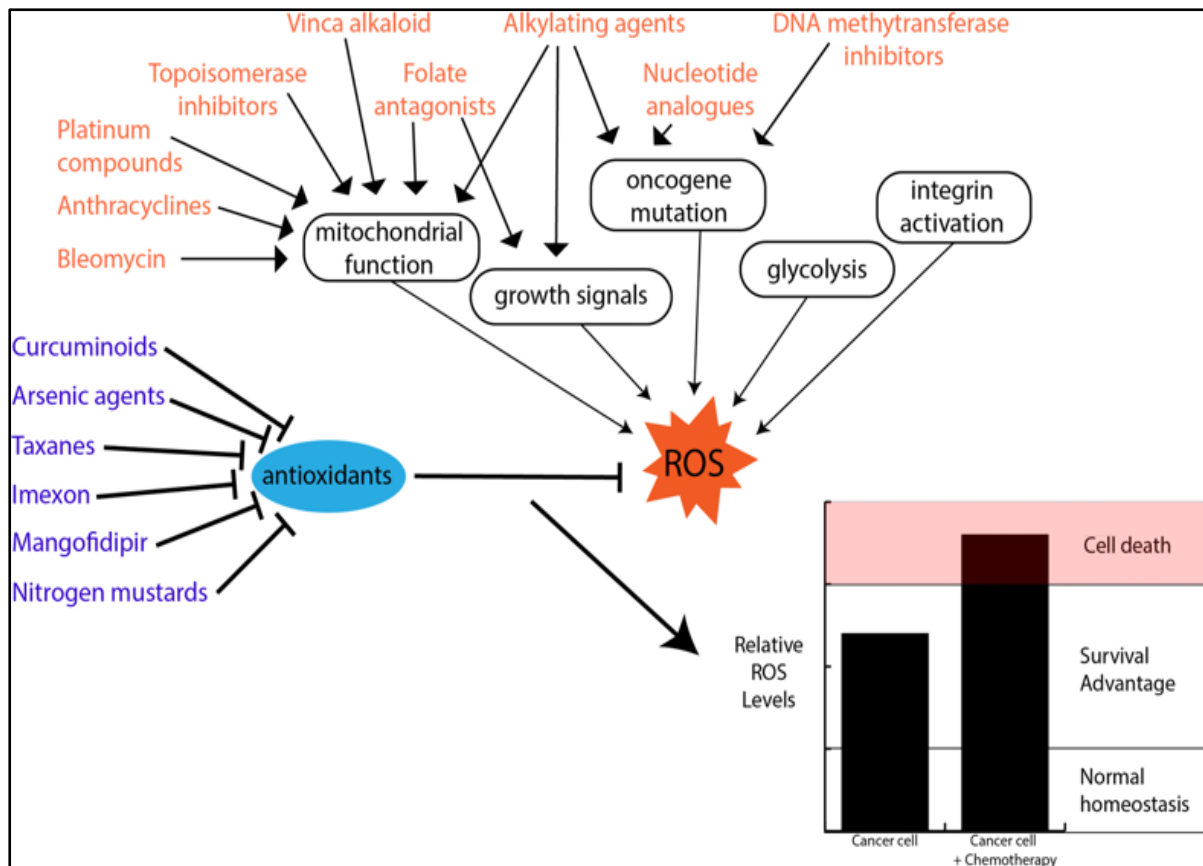 Vinca alkaloid
Alkylating agents
DNA methytransferase
inhibitors
Topoisomerase
inhibitors
Folate
antagonists
Nucleotide
analogues
Platinum
compounds
Anthracyclines
Bleomycin
mitochondrial
function
growth signals
oncogene
mutation
glycolysis
integrin
activation
Curcuminoids
Arsenic agents
Taxanes
Imexon
Mangofidipir
Nitrogen mustards
antioxidants
ROS
Relative
ROS
Levels
Cell death
Survival
Advantage
Normal
homeostasis
Cancer cell
Cancer cell
+ Chemotherapy